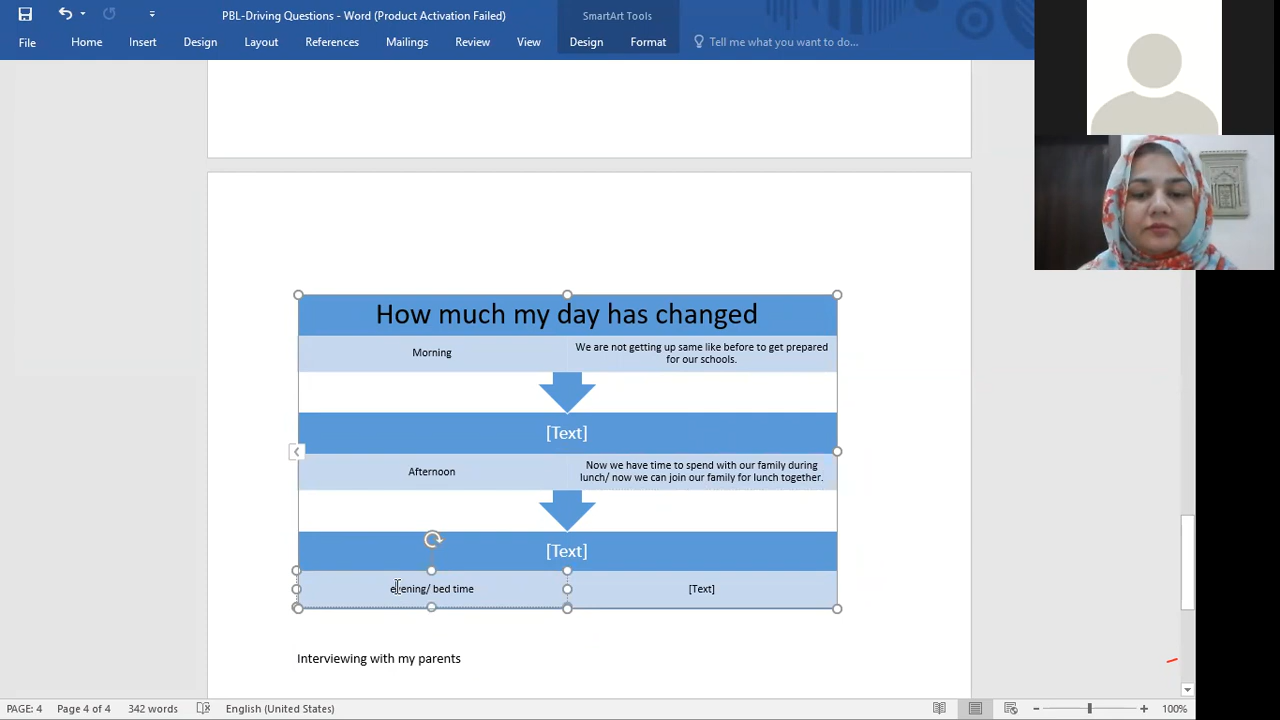 PBL-Driving Questions - Word (Product Activation Failed)
SmartArt Tools
File Home Insert Design Layout References Mailings Review View Design Format Tell me what you want to do...
How much my day has changed
Morning
We are not getting up same like before to get prepared
for our schools.
[Text]
Afternoon
Now we have time to spend with our family during
lunch/ now we can join our family for lunch together.
[Text]
evening/ bed time
[Text]
Interviewing with my parents
PAGE: 4 Page 4 of 4 342 words English (United States) 100%